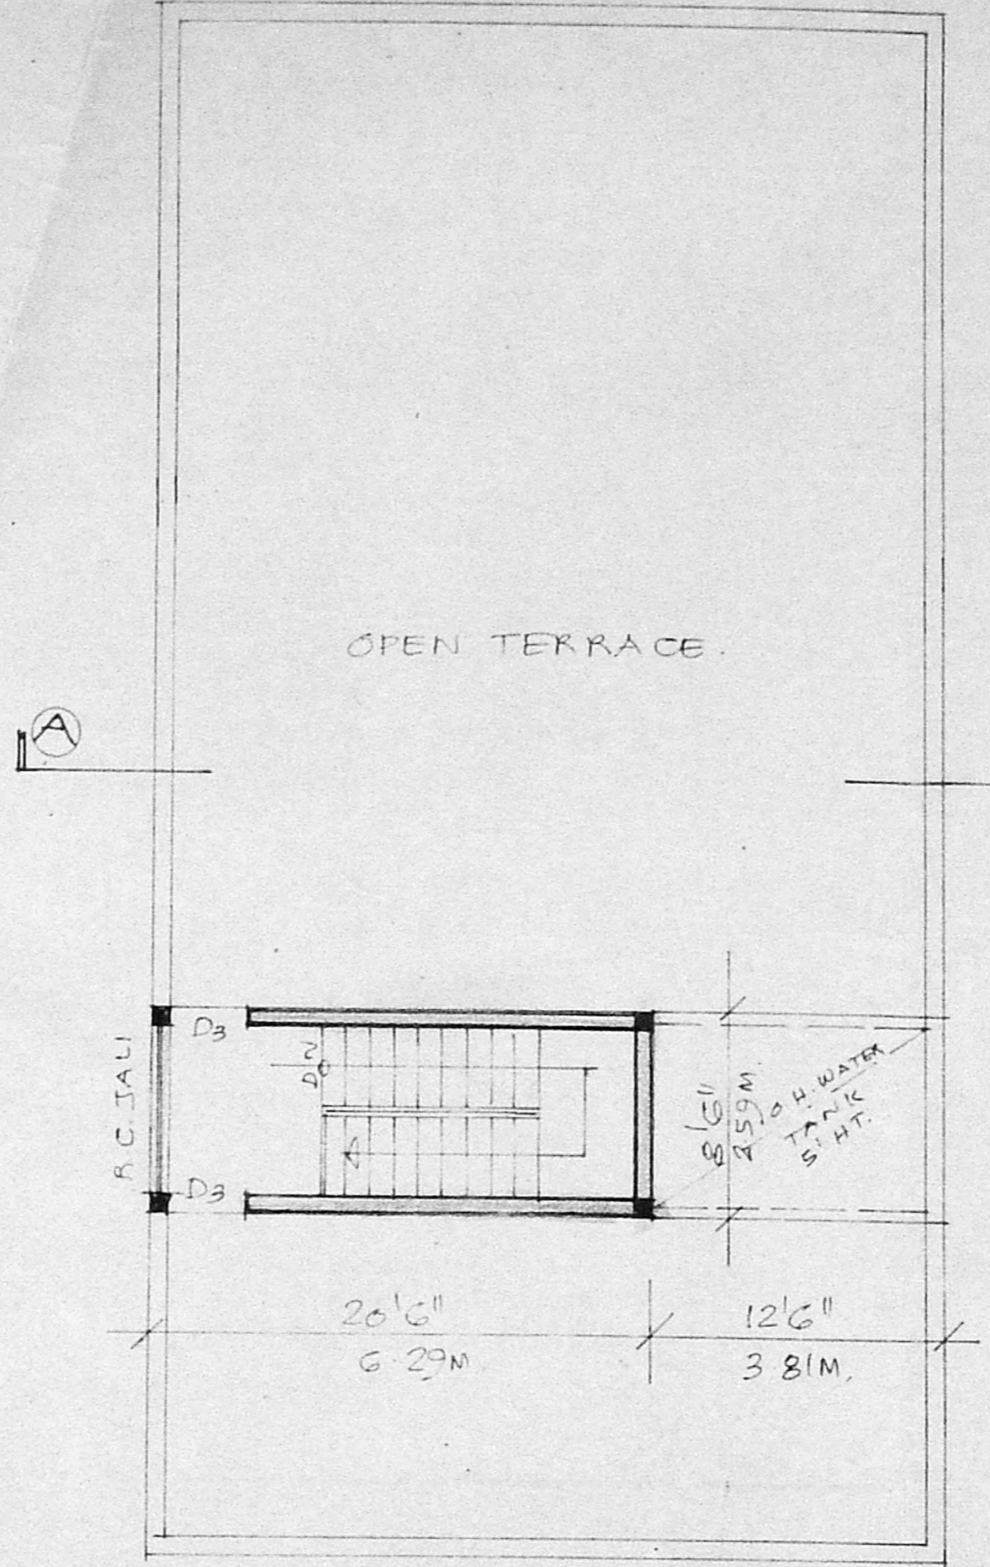 OPEN TERRACE.
A
D3
R.C. JALI
DN
8'6"
2.59M.
O.H. WATER
TANK
5' HT.
D3
20'6"
6.29M
12'6"
3.81M.